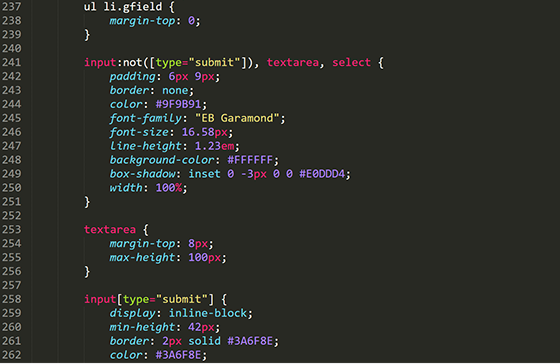 237 ul li.gfield {
238 margin-top: 0;
239 }
240
241 input:not([type="submit"]), textarea, select {
242 padding: 6px 9px;
243 border: none;
244 color: #9F9B91;
245 font-family: "EB Garamond";
246 font-size: 16.58px;
247 line-height: 1.23em;
248 background-color: #FFFFFF;
249 box-shadow: inset 0 -3px 0 0 #E0DDD4;
250 width: 100%;
251 }
252
253 textarea {
254 margin-top: 8px;
255 max-height: 100px;
256 }
257
258 input[type="submit"] {
259 display: inline-block;
260 min-height: 42px;
261 border: 2px solid #3A6F8E;
262 color: #3A6F8E;